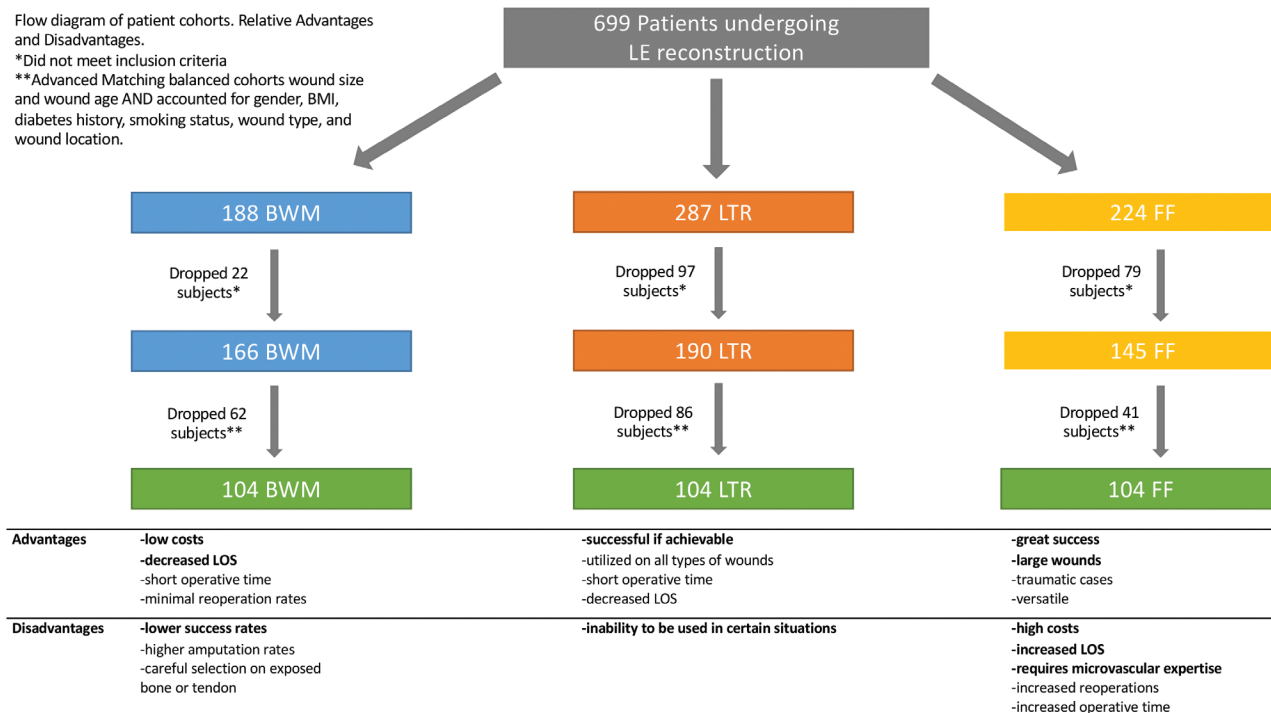 Flow diagram of patient cohorts. Relative Advantages
and Disadvantages.
*Did not meet inclusion criteria
**Advanced Matching balanced cohorts wound size
and wound age AND accounted for gender, BMI,
diabetes history, smoking status, wound type, and
wound location.
699 Patients undergoing
LE reconstruction
188 BWM
287 LTR
224 FF
Dropped 22
subjects*
Dropped 97
subjects*
Dropped 79
subjects*
166 BWM
190 LTR
145 FF
Dropped 62
subjects**
Dropped 86
subjects**
Dropped 41
subjects**
104 BWM
104 LTR
104 FF
Advantages
-low costs
-decreased LOS
-short operative time
-minimal reoperation rates
-successful if achievable
-utilized on all types of wounds
-short operative time
-decreased LOS
-great success
-large wounds
-traumatic cases
-versatile
Disadvantages
-lower success rates
-higher amputation rates
-careful selection on exposed
bone or tendon
-inability to be used in certain situations
-high costs
-increased LOS
-requires microvascular expertise
-increased reoperations
-increased operative time